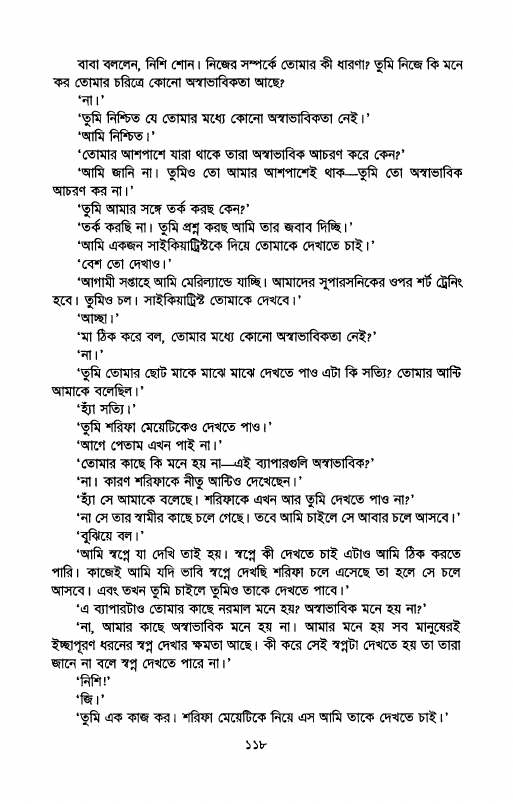 বাবা বললেন, নিশি শোন। নিজের সম্পর্কে তোমার কী ধারণা? তুমি নিজে কি মনে
কর তোমার চরিত্রে কোনো অস্বাভাবিকতা আছে?
‘না।’
‘তুমি নিশ্চিত যে তোমার মধ্যে কোনো অস্বাভাবিকতা নেই।’
‘আমি নিশ্চিত।’
‘তোমার আশপাশে যারা থাকে তারা অস্বাভাবিক আচরণ করে কেন?’
‘আমি জানি না। তুমিও তো আমার আশপাশেই থাক—তুমি তো অস্বাভাবিক
আচরণ কর না।’
‘তুমি আমার সঙ্গে তর্ক করছ কেন?’
‘তর্ক করছি না। তুমি প্রশ্ন করছ আমি তার জবাব দিচ্ছি।’
‘আমি একজন সাইকিয়াট্রিস্টকে দিয়ে তোমাকে দেখাতে চাই।’
‘বেশ তো দেখাও।’
‘আগামী সপ্তাহে আমি মেরিল্যান্ডে যাচ্ছি। আমাদের সুপারসনিকের ওপর শর্ট ট্রেনিং
হবে। তুমিও চল। সাইকিয়াট্রিস্ট তোমাকে দেখবে।’
‘আচ্ছা।’
‘মা ঠিক করে বল, তোমার মধ্যে কোনো অস্বাভাবিকতা নেই?’
‘না।’
‘তুমি তোমার ছোট মাকে মাঝে মাঝে দেখতে পাও এটা কি সত্যি? তোমার আন্টি
আমাকে বলেছিল।’
‘হ্যাঁ সত্যি।’
‘তুমি শরিফা মেয়েটিকেও দেখতে পাও।’
‘আগে পেতাম এখন পাই না।’
‘তোমার কাছে কি মনে হয় না—এই ব্যাপারগুলি অস্বাভাবিক?’
‘না। কারণ শরিফাকে নীতু আন্টিও দেখেছেন।’
‘হ্যাঁ সে আমাকে বলেছে। শরিফাকে এখন আর তুমি দেখতে পাও না?’
‘না সে তার স্বামীর কাছে চলে গেছে। তবে আমি চাইলে সে আবার চলে আসবে।’
‘বুঝিয়ে বল।’
‘আমি স্বপ্নে যা দেখি তাই হয়। স্বপ্নে কী দেখতে চাই এটাও আমি ঠিক করতে
পারি। কাজেই আমি যদি ভাবি স্বপ্নে দেখছি শরিফা চলে এসেছে তা হলে সে চলে
আসবে। এবং তখন তুমি চাইলে তুমিও তাকে দেখতে পাবে।’
‘এ ব্যাপারটাও তোমার কাছে নরমাল মনে হয়? অস্বাভাবিক মনে হয় না?’
‘না, আমার কাছে অস্বাভাবিক মনে হয় না। আমার মনে হয় সব মানুষেরই
ইচ্ছাপূরণ ধরনের স্বপ্ন দেখার ক্ষমতা আছে। কী করে সেই স্বপ্নটা দেখতে হয় তা তারা
জানে না বলে স্বপ্ন দেখতে পারে না।’
‘নিশি!’
‘জি।’
‘তুমি এক কাজ কর। শরিফা মেয়েটিকে নিয়ে এস আমি তাকে দেখতে চাই।’
১১৮